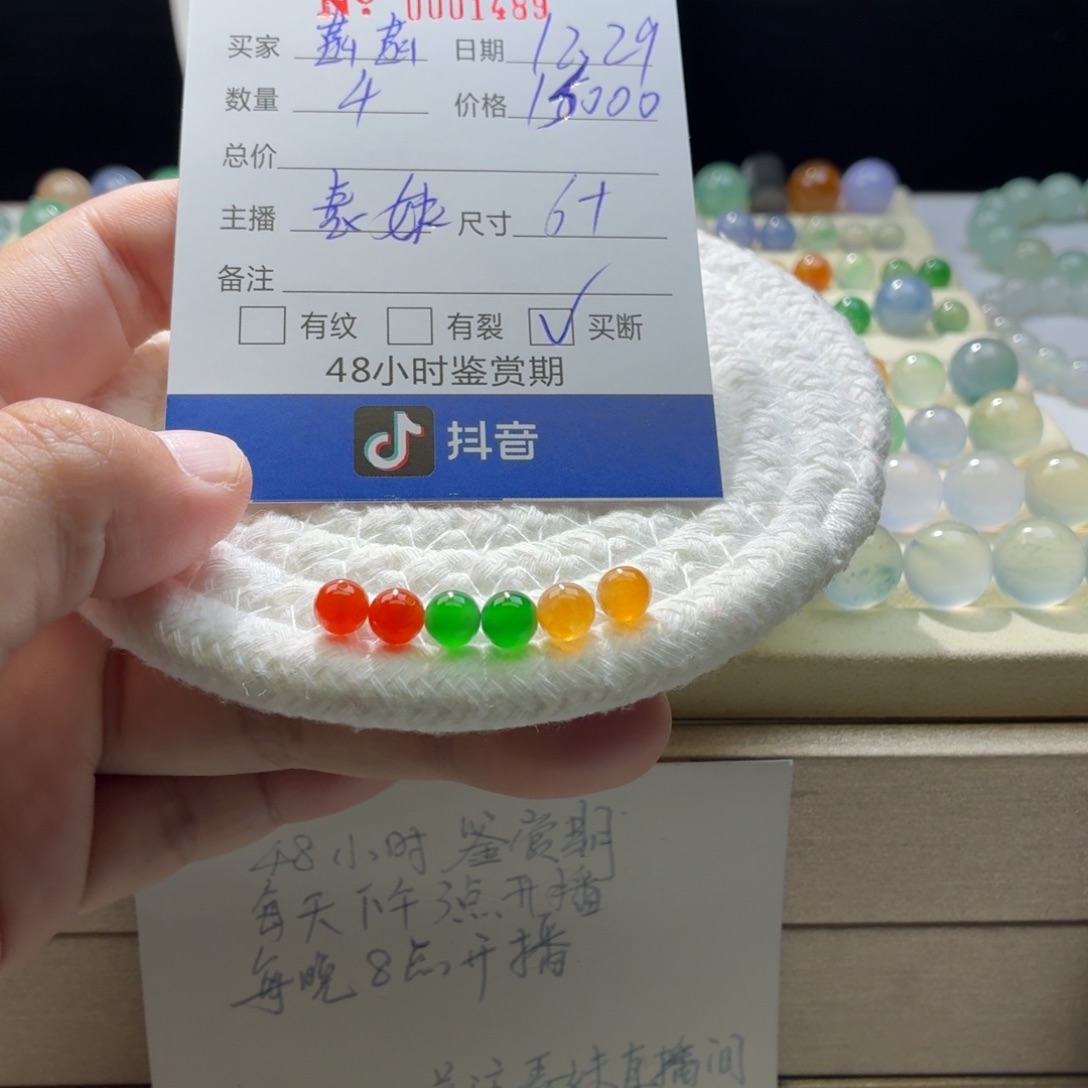 No 0001489
买家 日期 12.29
数量 4 价格 15000
总价
主播 袁妹 尺寸 6+
备注
有纹 有裂 ✓ 买断
48小时鉴赏期
抖音
48小时 鉴赏期
每天下午3点开播
每晚8点开播
妹直播间